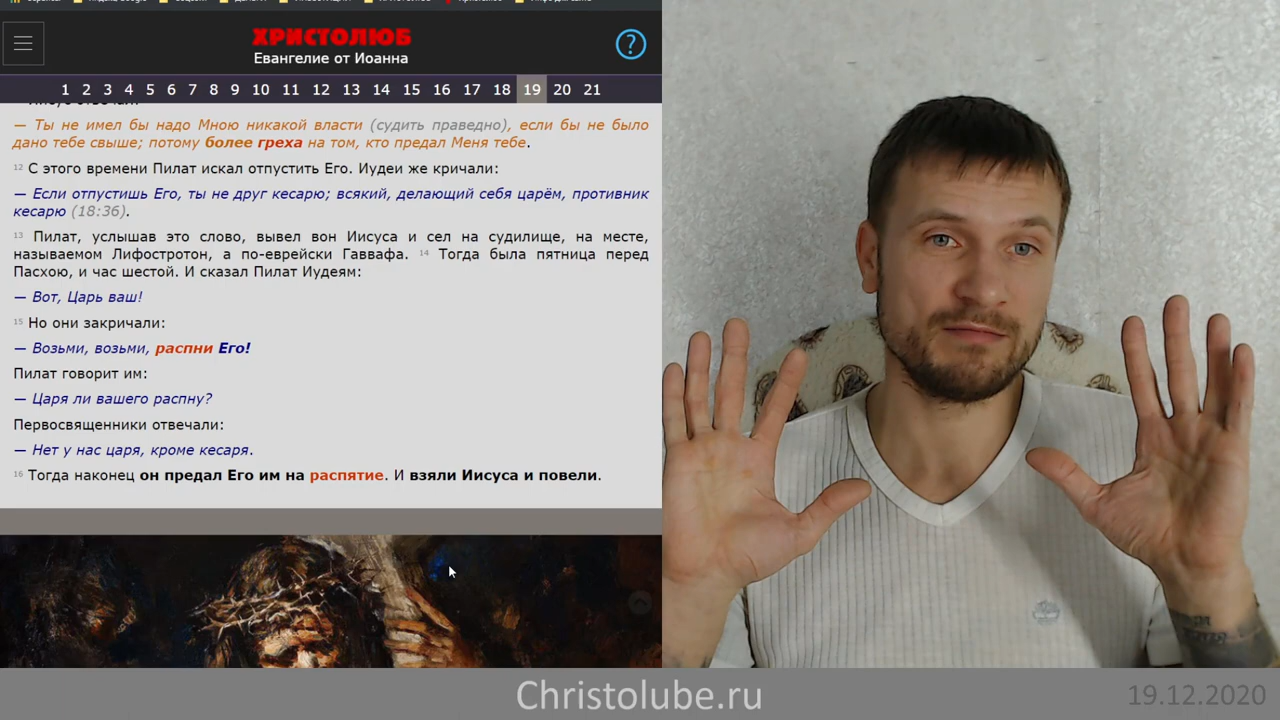 ХРИСТОЛЮБ
Евангелие от Иоанна
1 2 3 4 5 6 7 8 9 10 11 12 13 14 15 16 17 18 19 20 21
— Ты не имел бы надо Мною никакой власти (судить праведно), если бы не было
дано тебе свыше; потому более греха на том, кто предал Меня тебе.
12 С этого времени Пилат искал отпустить Его. Иудеи же кричали:
— Если отпустишь Его, ты не друг кесарю; всякий, делающий себя царём, противник
кесарю (18:36).
13 Пилат, услышав это слово, вывел вон Иисуса и сел на судилище, на месте,
называемом Лифостротон, а по-еврейски Гаввафа. 14 Тогда была пятница перед
Пасхою, и час шестой. И сказал Пилат Иудеям:
— Вот, Царь ваш!
15 Но они закричали:
— Возьми, возьми, распни Его!
Пилат говорит им:
— Царя ли вашего распну?
Первосвященники отвечали:
— Нет у нас царя, кроме кесаря.
16 Тогда наконец он предал Его им на распятие. И взяли Иисуса и повели.
Christolube.ru
19.12.2020